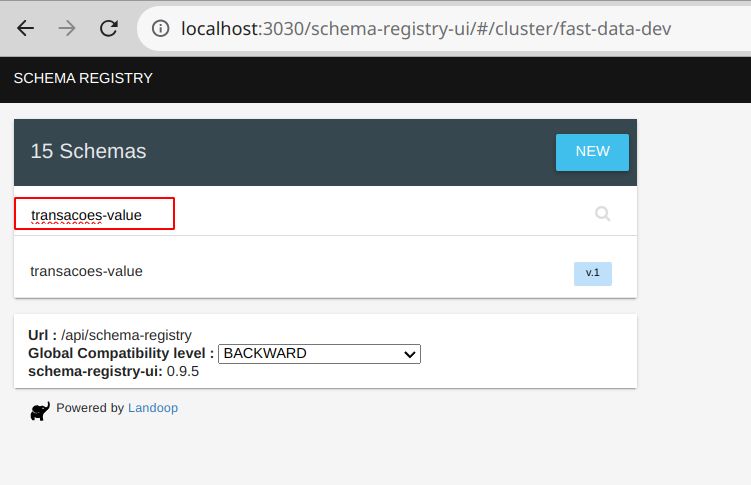 localhost:3030/schema-registry-ui/#/cluster/fast-data-dev
SCHEMA REGISTRY
15 Schemas
NEW
transacoes-value
transacoes-value
v.1
Url : /api/schema-registry
Global Compatibility level : BACKWARD
schema-registry-ui: 0.9.5
Powered by Landoop